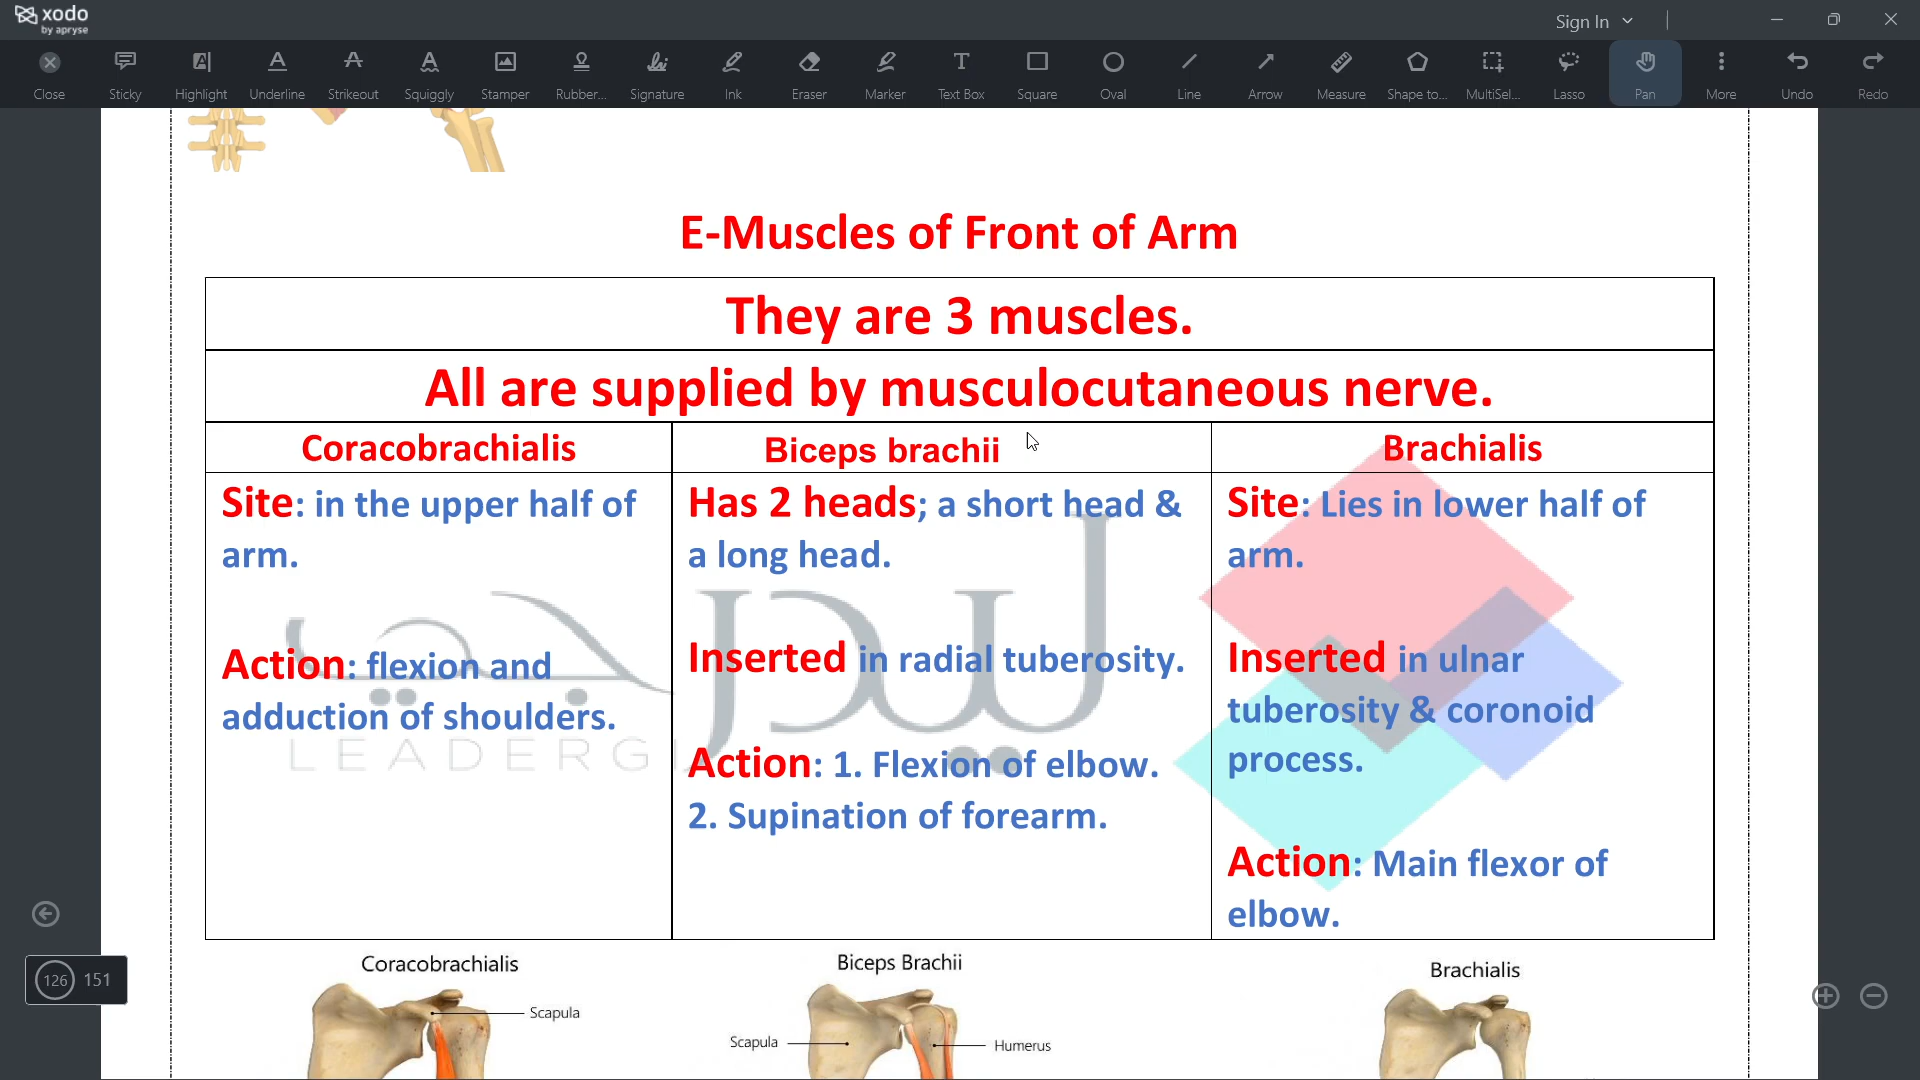 xodo
by apryse
Sign In
Close
Sticky
Highlight
Underline
Strikeout
Squiggly
Stamper
Rubber...
Signature
Ink
Eraser
Marker
Text Box
Square
Oval
Line
Arrow
Measure
Shape to...
MultiSel...
Lasso
Pan
More
Undo
Redo
E-Muscles of Front of Arm
They are 3 muscles.
All are supplied by musculocutaneous nerve.
Coracobrachialis
Site: in the upper half of
arm.
Action: flexion and
adduction of shoulders.
Biceps brachii
Has 2 heads; a short head &
a long head.
Inserted in radial tuberosity.
Action: 1. Flexion of elbow.
2. Supination of forearm.
Brachialis
Site: Lies in lower half of
arm.
Inserted in ulnar
tuberosity & coronoid
process.
Action: Main flexor of
elbow.
ليدرجي
LEADERGI
126 151
Coracobrachialis
Scapula
Biceps Brachii
Scapula
Humerus
Brachialis